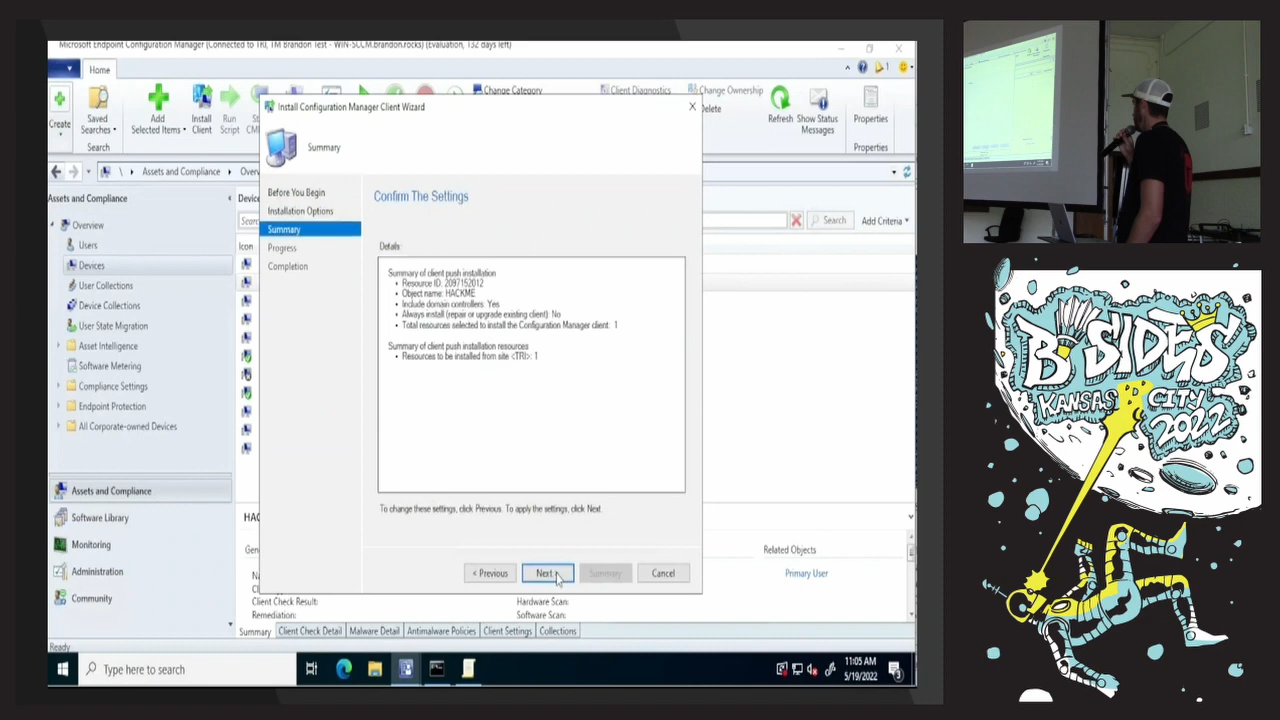 Microsoft Endpoint Configuration Manager (Connected to TRI, TM Brandon Test - WIN-SCCM.brandon.rocks) (Evaluation, 132 days left)
Home
1
Create
Saved
Searches
Search
Add
Selected Items
Install
Client
Run
Script
Change Category
Client Diagnostics
Change Ownership
Delete
Refresh
Show Status
Messages
Properties
Properties
Assets and Compliance
Assets and Compliance
Overview
Users
Devices
User Collections
Device Collections
User State Migration
Asset Intelligence
Software Metering
Compliance Settings
Endpoint Protection
All Corporate-owned Devices
Assets and Compliance
Software Library
Monitoring
Administration
Community
Ready
Icon
Search
Add Criteria
Install Configuration Manager Client Wizard
Summary
Before You Begin
Installation Options
Summary
Progress
Completion
Confirm The Settings
Details:
Summary of client push installation
• Resource ID: 2097152012
• Object name: HACKME
• Include domain controllers: Yes
• Always install (repair or upgrade existing client): No
• Total resources selected to install the Configuration Manager client: 1
Summary of client push installation resources
• Resources to be installed from site <TRI>: 1
To change these settings, click Previous. To apply the settings, click Next.
< Previous
Next >
Summary
Cancel
Related Objects
Primary User
Client Check Result:
Remediation:
Hardware Scan:
Software Scan:
Summary
Client Check Detail
Malware Detail
Antimalware Policies
Client Settings
Collections
Type here to search
11:05 AM
5/19/2022
3
B SIDES
KANSAS CITY
2022